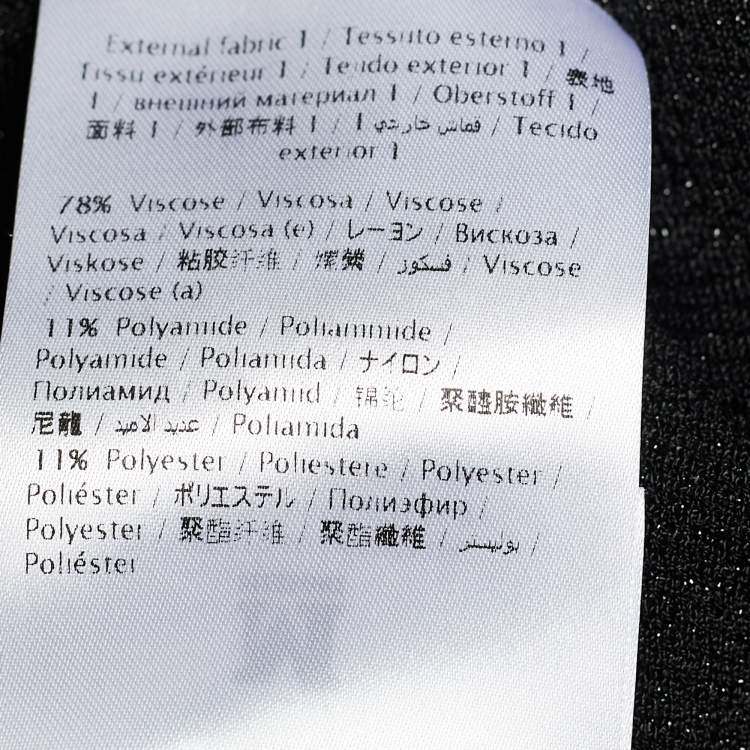 External fabric 1 / Tessuto esterno 1 /
Tissu extérieur 1 / Tejido exterior 1 / 表地
1 / внешний материал 1 / Oberstoff 1 /
面料 1 / 外部布料 1 / قماش خارجي 1 / Tecido
exterior 1
78% Viscose / Viscosa / Viscose /
Viscosa / Viscosa (e) / レーヨン / Вискоза /
Viskose / 粘胶纤维 / 嫘縈 / فسكوز / Viscose
/ Viscose (a)
11% Polyamide / Poliammide /
Polyamide / Poliamida / ナイロン /
Полиамид / Polyamid / 锦纶 / 聚醯胺纖維 /
尼龍 / عديد الاميد / Poliamida
11% Polyester / Poliestere / Polyester /
Poliéster / ポリエステル / Полиэфир /
Polyester / 聚酯纤维 / 聚酯纖維 / بوليستر /
Poliéster